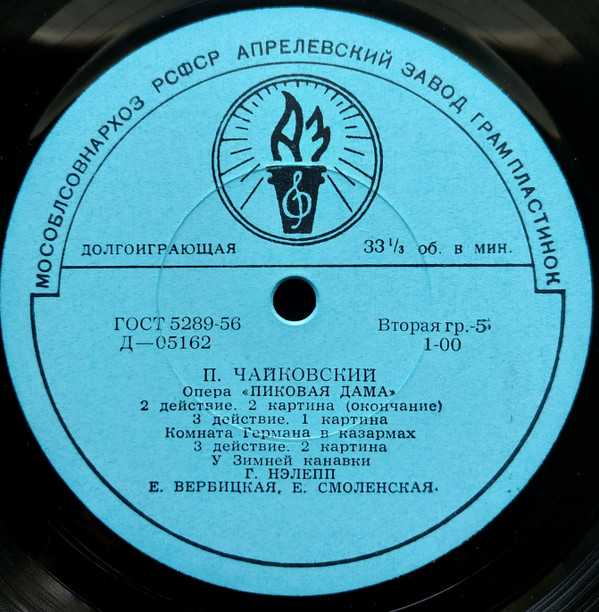 МОСОБЛСОВНАРХОЗ РСФСР АПРЕЛЕВСКИЙ ЗАВОД ГРАМПЛАСТИНОК
АЗ
ДОЛГОИГРАЮЩАЯ 33 1/3 об. в мин.
ГОСТ 5289-56 Вторая гр.-5
Д—05162 1-00
П. ЧАЙКОВСКИЙ
Опера «ПИКОВАЯ ДАМА»
2 действие. 2 картина (окончание)
3 действие. 1 картина
Комната Германа в казармах
3 действие. 2 картина
У Зимней канавки
Г. НЭЛЕПП
Е. ВЕРБИЦКАЯ, Е. СМОЛЕНСКАЯ.